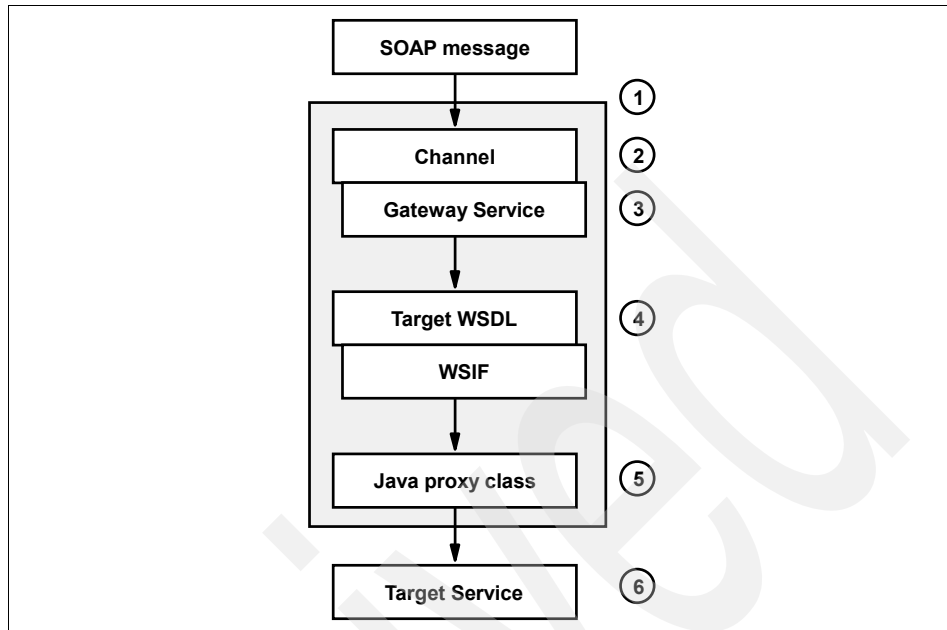 SOAP message
1
Channel
2
Gateway Service
3
Target WSDL
4
WSIF
Java proxy class
5
Target Service
6